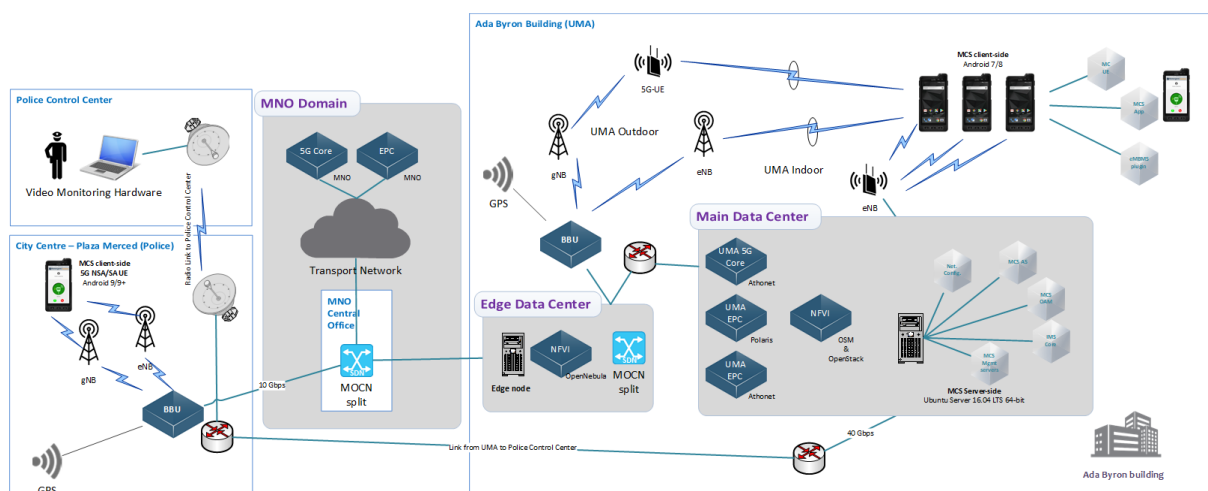 Ada Byron Building (UMA)
Police Control Center
Video Monitoring Hardware
Radio Link to Police Control Center
City Centre – Plaza Merced (Police)
MCS client-side
5G NSA/SA UE
Android 9/9+
gNB
eNB
BBU
GPS
10 Gbps
MNO Domain
5G Core
MNO
EPC
MNO
Transport Network
MNO
Central
Office
SDN
MOCN
split
5G-UE
UMA Outdoor
gNB
eNB
UMA Indoor
GPS
BBU
MCS client-side
Android 7/8
MC
UE
MCS
App
eMBMS
plugin
eNB
Edge Data Center
Edge node
NFVI
OpenNebula
SDN
MOCN
split
Main Data Center
UMA 5G
Core
Athonet
UMA
EPC
Polaris
UMA
EPC
Athonet
NFVI
OSM
&
OpenStack
Net
Config.
MCS AS
MCS
OAM
IMS
Core
MCS
Mgmt
servers
MCS Server-side
Ubuntu Server 16.04 LTS 64-bit
40 Gbps
Link from UMA to Police Control Center
Ada Byron building